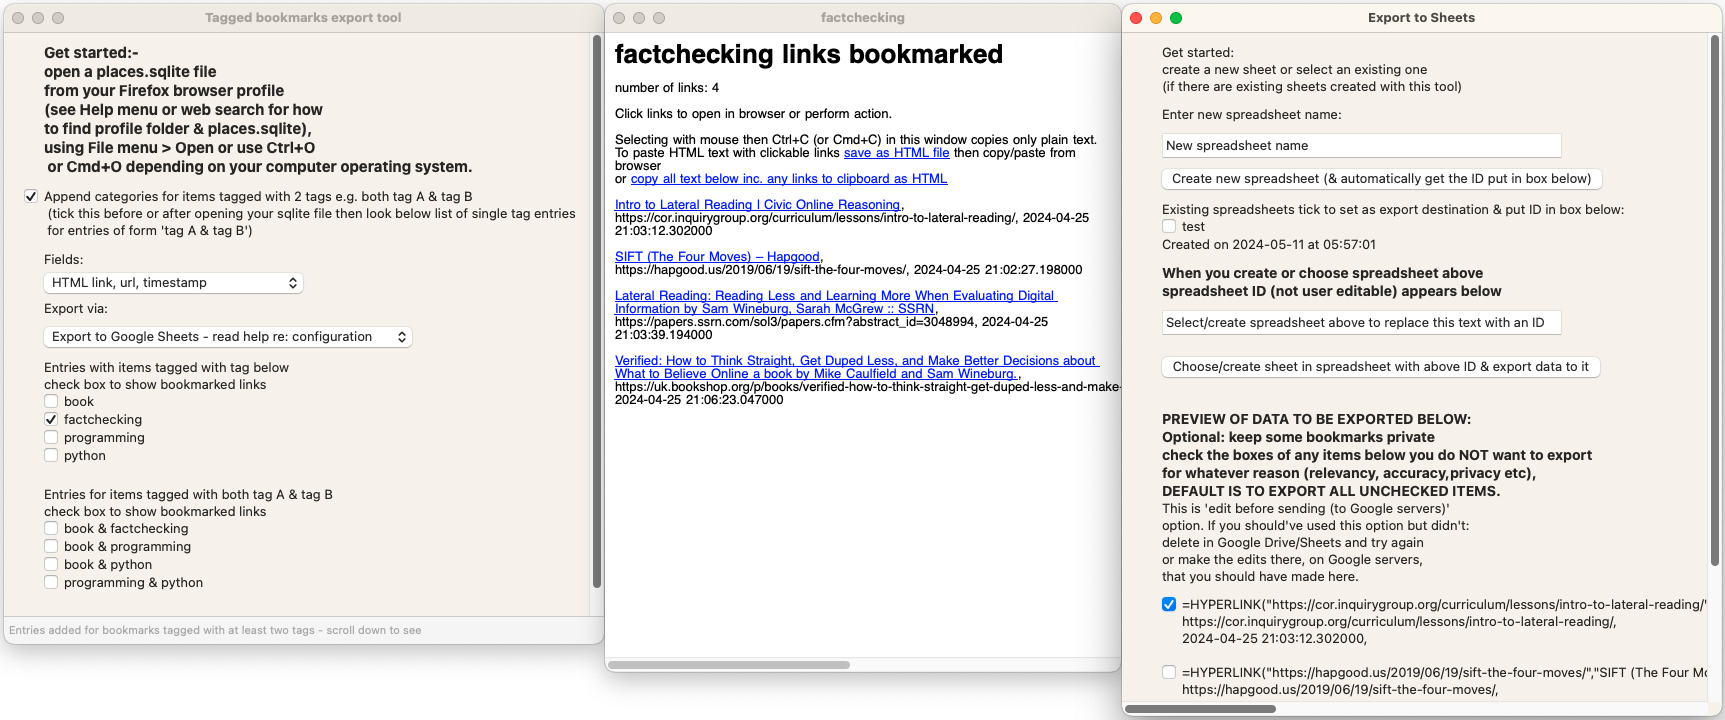 Tagged bookmarks export tool
Get started:-
open a places.sqlite file
from your Firefox browser profile
(see Help menu or web search for how
to find profile folder & places.sqlite),
using File menu > Open or use Ctrl+O
or Cmd+O depending on your computer operating system.
Append categories for items tagged with 2 tags e.g. both tag A & tag B
(tick this before or after opening your sqlite file then look below list of single tag entries
for entries of form 'tag A & tag B')
Fields:
HTML link, url, timestamp
Export via:
Export to Google Sheets - read help re: configuration
Entries with items tagged with tag below
check box to show bookmarked links
book
factchecking
programming
python
Entries for items tagged with both tag A & tag B
check box to show bookmarked links
book & factchecking
book & programming
book & python
programming & python
Entries added for bookmarks tagged with at least two tags - scroll down to see
factchecking
factchecking links bookmarked
number of links: 4
Click links to open in browser or perform action.
Selecting with mouse then Ctrl+C (or Cmd+C) in this window copies only plain text.
To paste HTML text with clickable links save as HTML file then copy/paste from
browser
or copy all text below inc. any links to clipboard as HTML
Intro to Lateral Reading | Civic Online Reasoning,
https://cor.inquirygroup.org/curriculum/lessons/intro-to-lateral-reading/, 2024-04-25
21:03:12.302000
SIFT (The Four Moves) – Hapgood,
https://hapgood.us/2019/06/19/sift-the-four-moves/, 2024-04-25 21:02:27.198000
Lateral Reading: Reading Less and Learning More When Evaluating Digital
Information by Sam Wineburg, Sarah McGrew :: SSRN,
https://papers.ssrn.com/sol3/papers.cfm?abstract_id=3048994, 2024-04-25
21:03:39.194000
Verified: How to Think Straight, Get Duped Less, and Make Better Decisions about
What to Believe Online a book by Mike Caulfield and Sam Wineburg.,
https://uk.bookshop.org/p/books/verified-how-to-think-straight-get-duped-less-and-make-
2024-04-25 21:06:23.047000
Export to Sheets
Get started:
create a new sheet or select an existing one
(if there are existing sheets created with this tool)
Enter new spreadsheet name:
New spreadsheet name
Create new spreadsheet (& automatically get the ID put in box below)
Existing spreadsheets tick to set as export destination & put ID in box below:
test
Created on 2024-05-11 at 05:57:01
When you create or choose spreadsheet above
spreadsheet ID (not user editable) appears below
Select/create spreadsheet above to replace this text with an ID
Choose/create sheet in spreadsheet with above ID & export data to it
PREVIEW OF DATA TO BE EXPORTED BELOW:
Optional: keep some bookmarks private
check the boxes of any items below you do NOT want to export
for whatever reason (relevancy, accuracy,privacy etc),
DEFAULT IS TO EXPORT ALL UNCHECKED ITEMS.
This is 'edit before sending (to Google servers)'
option. If you should've used this option but didn't:
delete in Google Drive/Sheets and try again
or make the edits there, on Google servers,
that you should have made here.
=HYPERLINK("https://cor.inquirygroup.org/curriculum/lessons/intro-to-lateral-reading/"
https://cor.inquirygroup.org/curriculum/lessons/intro-to-lateral-reading/,
2024-04-25 21:03:12.302000,
=HYPERLINK("https://hapgood.us/2019/06/19/sift-the-four-moves/","SIFT (The Four Mo
https://hapgood.us/2019/06/19/sift-the-four-moves/,